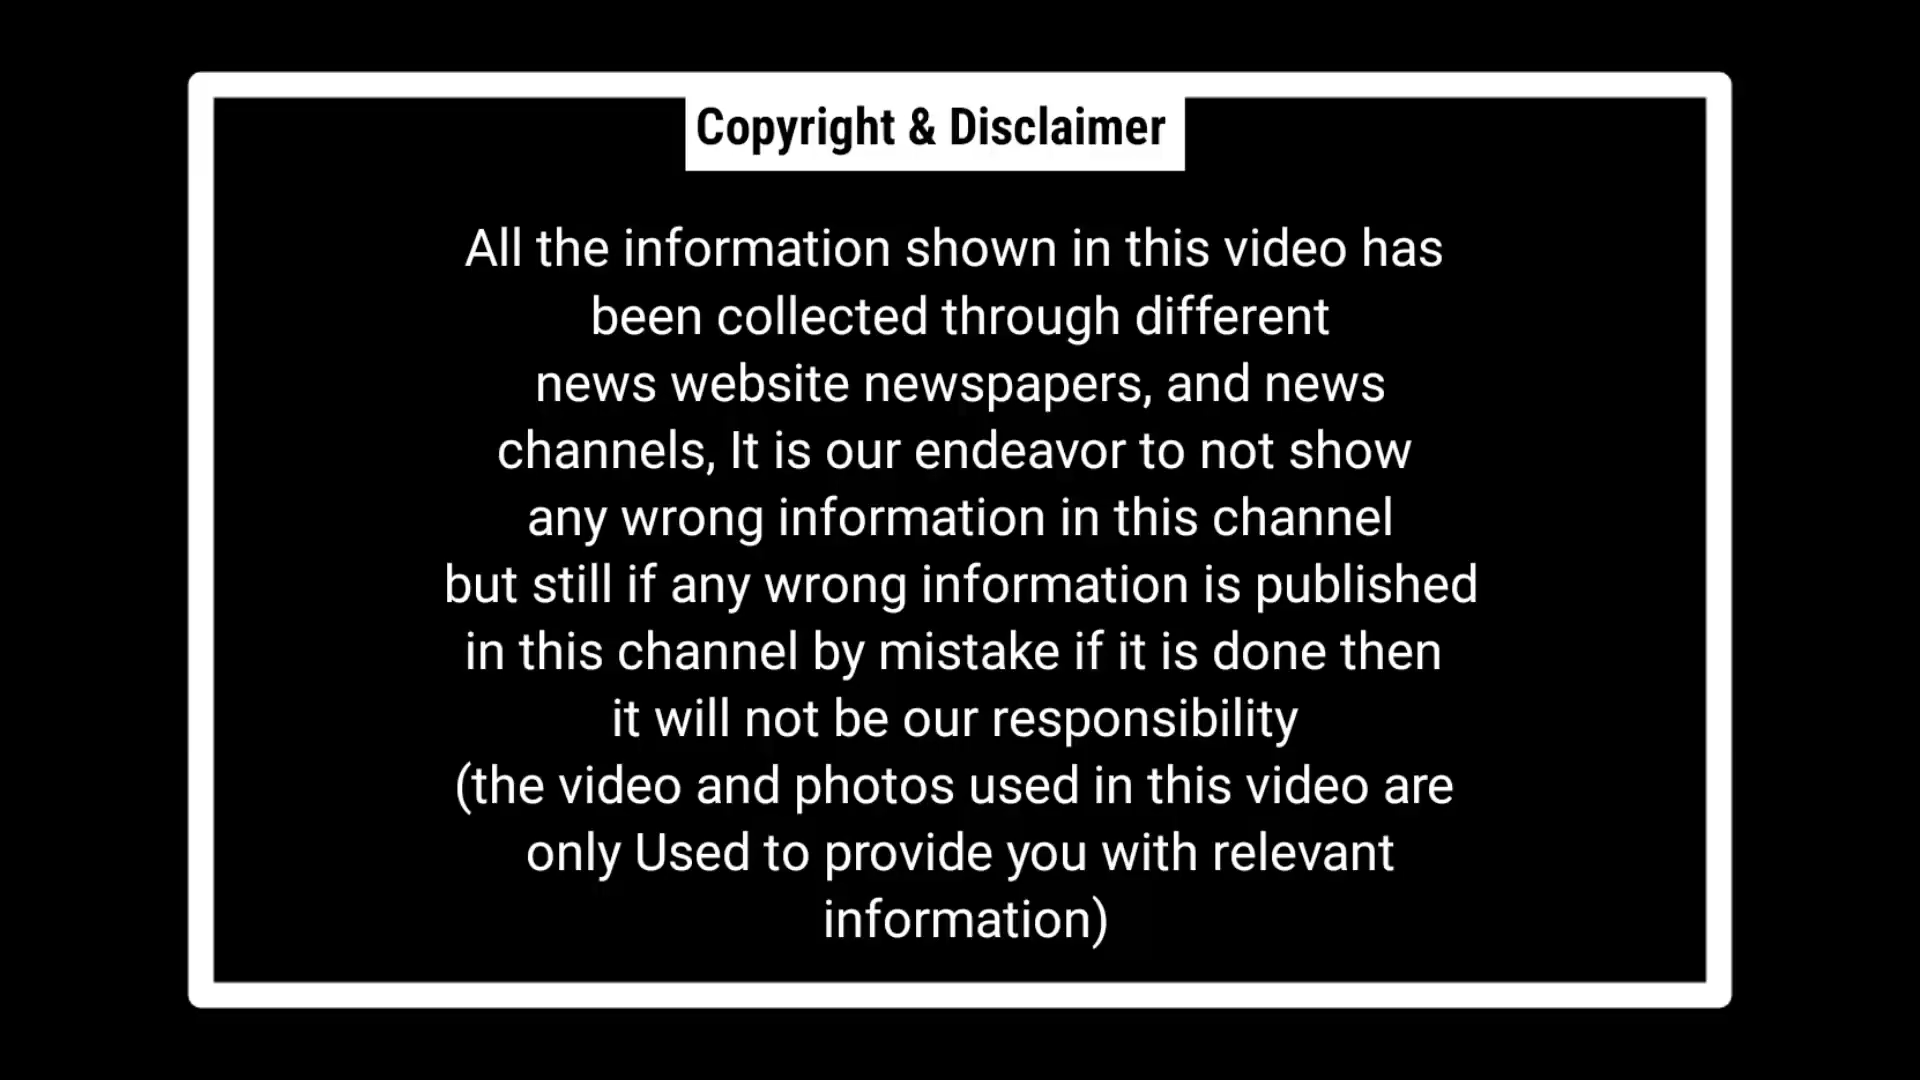 Copyright & Disclaimer
All the information shown in this video has
been collected through different
news website newspapers, and news
channels, It is our endeavor to not show
any wrong information in this channel
but still if any wrong information is published
in this channel by mistake if it is done then
it will not be our responsibility
(the video and photos used in this video are
only Used to provide you with relevant
information)